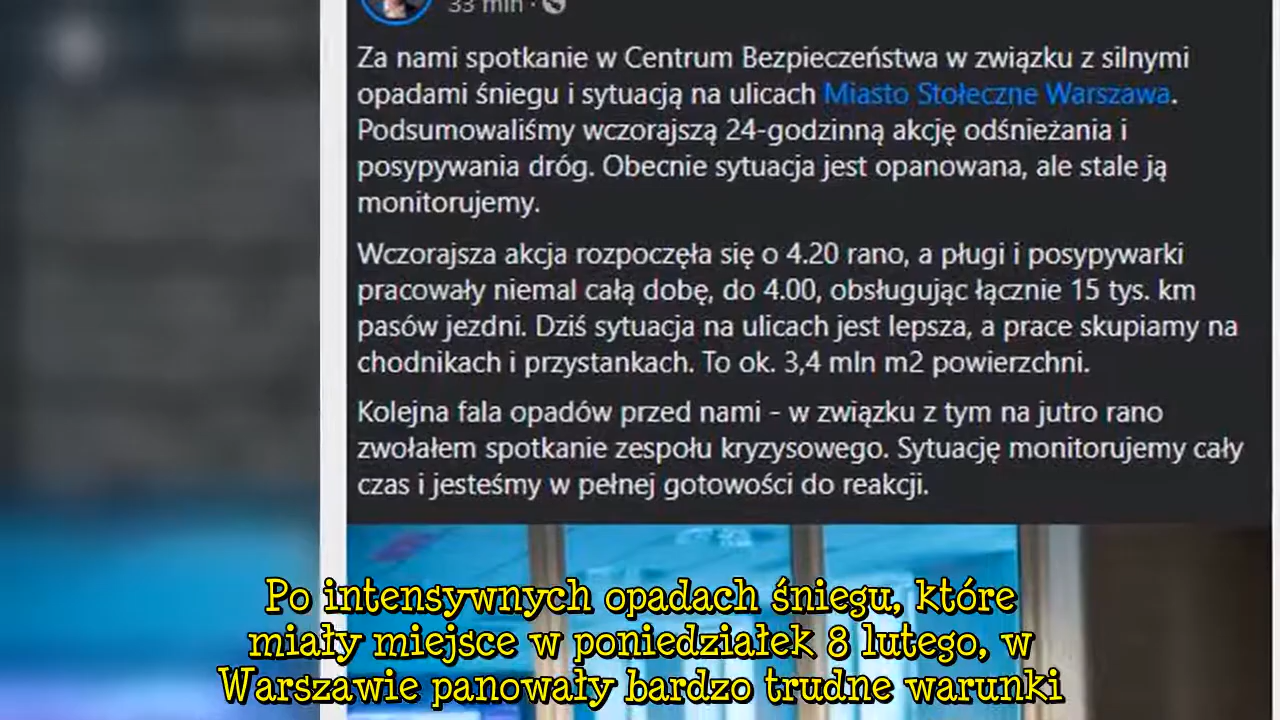 33 min ·
Za nami spotkanie w Centrum Bezpieczeństwa w związku z silnymi
opadami śniegu i sytuacją na ulicach Miasto Stołeczne Warszawa.
Podsumowaliśmy wczorajszą 24-godzinną akcję odśnieżania i
posypywania dróg. Obecnie sytuacja jest opanowana, ale stale ją
monitorujemy.
Wczorajsza akcja rozpoczęła się o 4.20 rano, a pługi i posypywarki
pracowały niemal całą dobę, do 4.00, obsługując łącznie 15 tys. km
pasów jezdni. Dziś sytuacja na ulicach jest lepsza, a prace skupiamy na
chodnikach i przystankach. To ok. 3,4 mln m2 powierzchni.
Kolejna fala opadów przed nami - w związku z tym na jutro rano
zwołałem spotkanie zespołu kryzysowego. Sytuację monitorujemy cały
czas i jesteśmy w pełnej gotowości do reakcji.
Po intensywnych opadach śniegu, które
miały miejsce w poniedziałek 8 lutego, w
Warszawie panowały bardzo trudne warunki